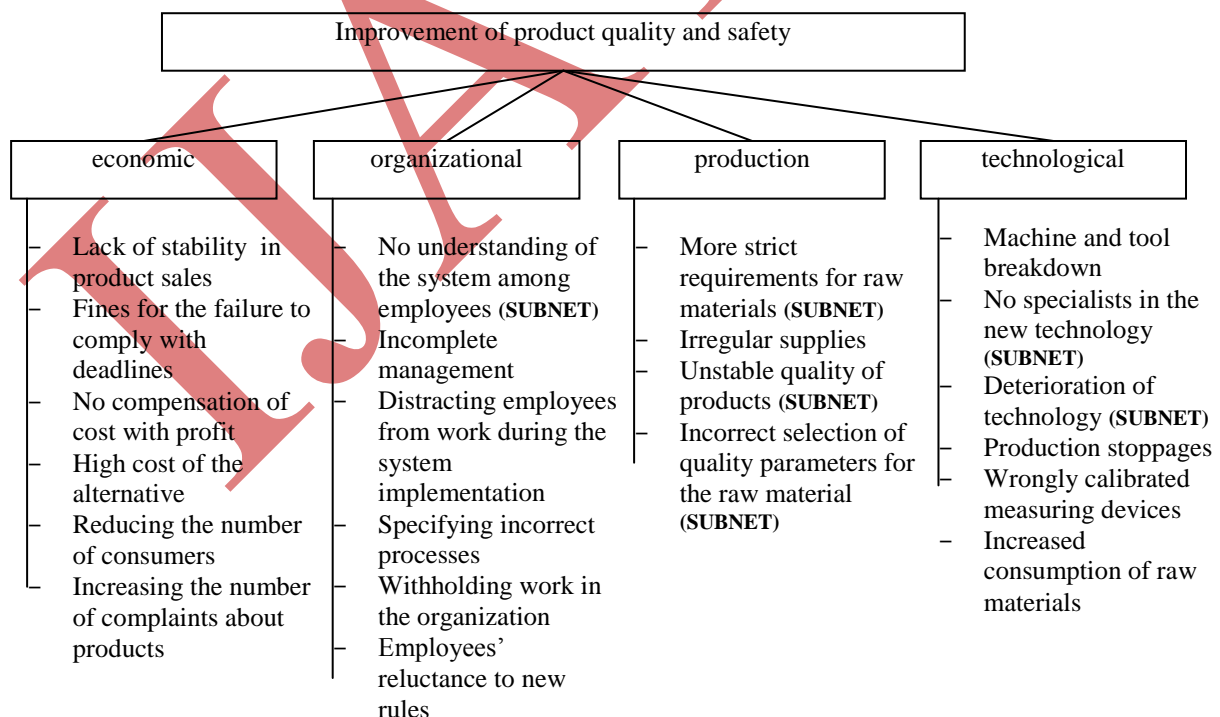 Improvement of product quality and safety
economic
– Lack of stability in
product sales
– Fines for the failure to
comply with
deadlines
– No compensation of
cost with profit
– High cost of the
alternative
– Reducing the number
of consumers
– Increasing the number
of complaints about
products
organizational
– No understanding of
the system among
employees (SUBNET)
– Incomplete
management
– Distracting employees
from work during the
system
implementation
– Specifying incorrect
processes
– Withholding work in
the organization
– Employees’
reluctance to new
rules
production
– More strict
requirements for raw
materials (SUBNET)
– Irregular supplies
– Unstable quality of
products (SUBNET)
– Incorrect selection of
quality parameters for
the raw material
(SUBNET)
technological
– Machine and tool
breakdown
– No specialists in the
new technology
(SUBNET)
– Deterioration of
technology (SUBNET)
– Production stoppages
– Wrongly calibrated
measuring devices
– Increased
consumption of raw
materials